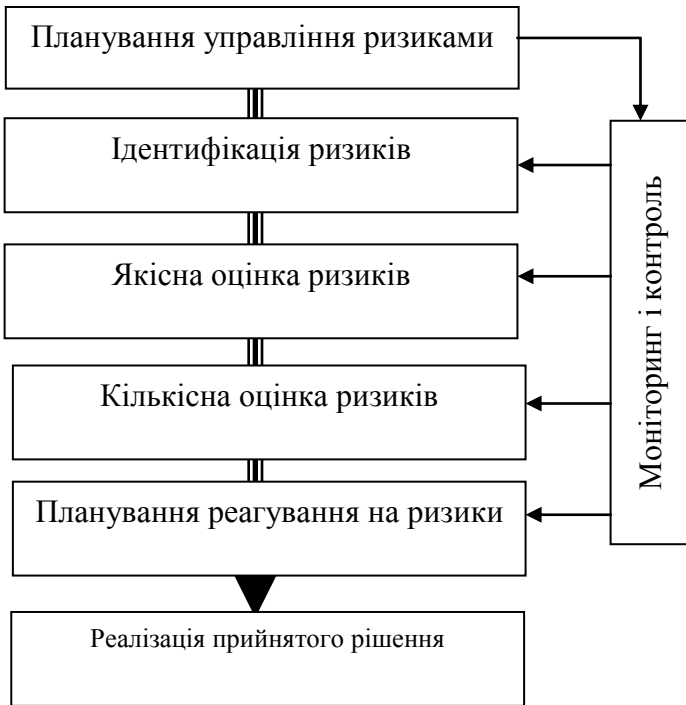 Планування управління ризиками
Ідентифікація ризиків
Якісна оцінка ризиків
Кількісна оцінка ризиків
Планування реагування на ризики
Реалізація прийнятого рішення
Моніторинг і контроль